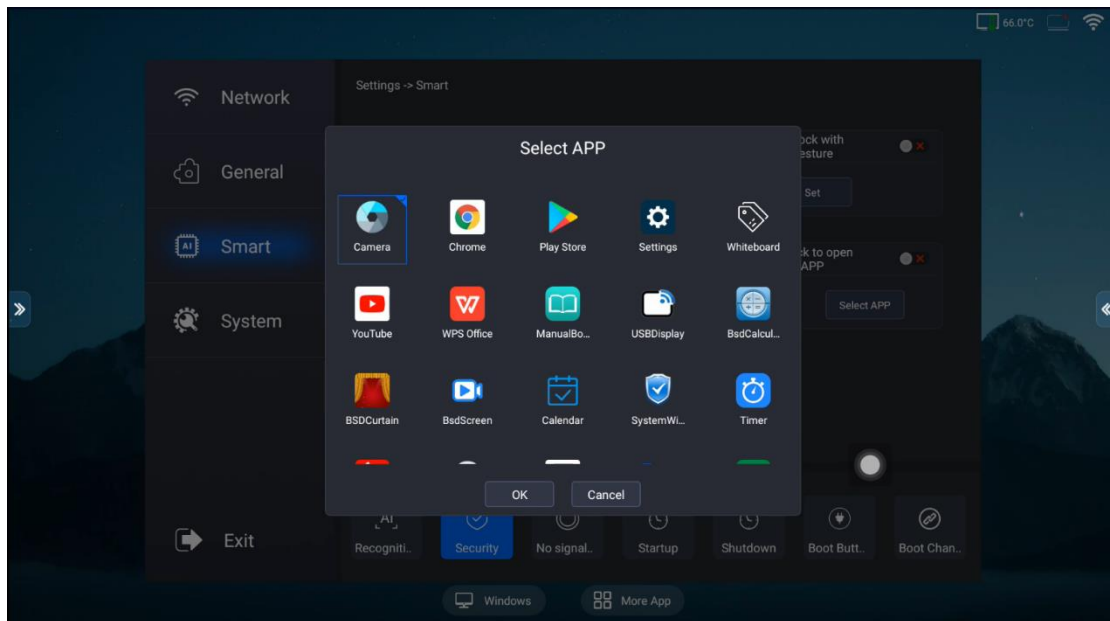 66.0°C
Network
Settings -> Smart
Select APP
ock with
esture
General
Set
Camera
Chrome
Play Store
Settings
Whiteboard
Smart
ck to open
APP
Select APP
System
YouTube
WPS Office
ManualBo...
USBDisplay
BsdCalcul...
BSDCurtain
BsdScreen
Calendar
SystemWi...
Timer
OK
Cancel
AI
Exit
Recogniti..
Security
No signal..
Startup
Shutdown
Boot Butt..
Boot Chan..
Windows
More App